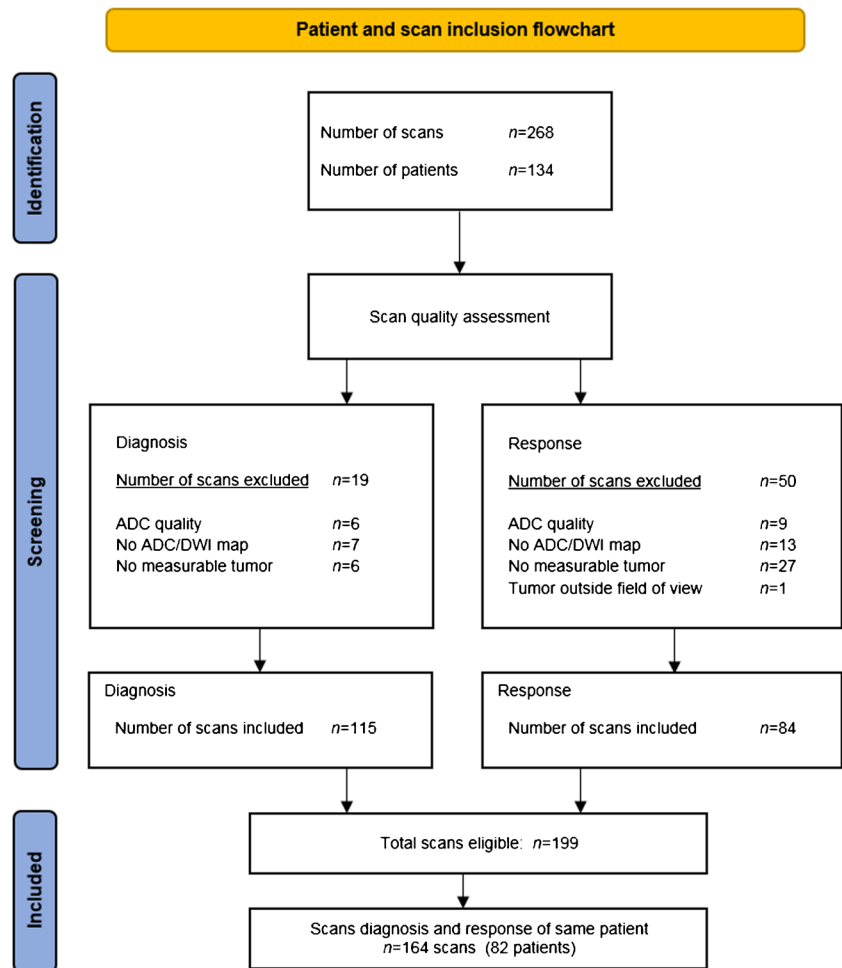 Patient and scan inclusion flowchart
Identification
Number of scans n=268
Number of patients n=134
Screening
Scan quality assessment
Diagnosis
Number of scans excluded n=19
ADC quality n=6
No ADC/DWI map n=7
No measurable tumor n=6
Response
Number of scans excluded n=50
ADC quality n=9
No ADC/DWI map n=13
No measurable tumor n=27
Tumor outside field of view n=1
Diagnosis
Number of scans included n=115
Response
Number of scans included n=84
Included
Total scans eligible: n=199
Scans diagnosis and response of same patient
n=164 scans (82 patients)